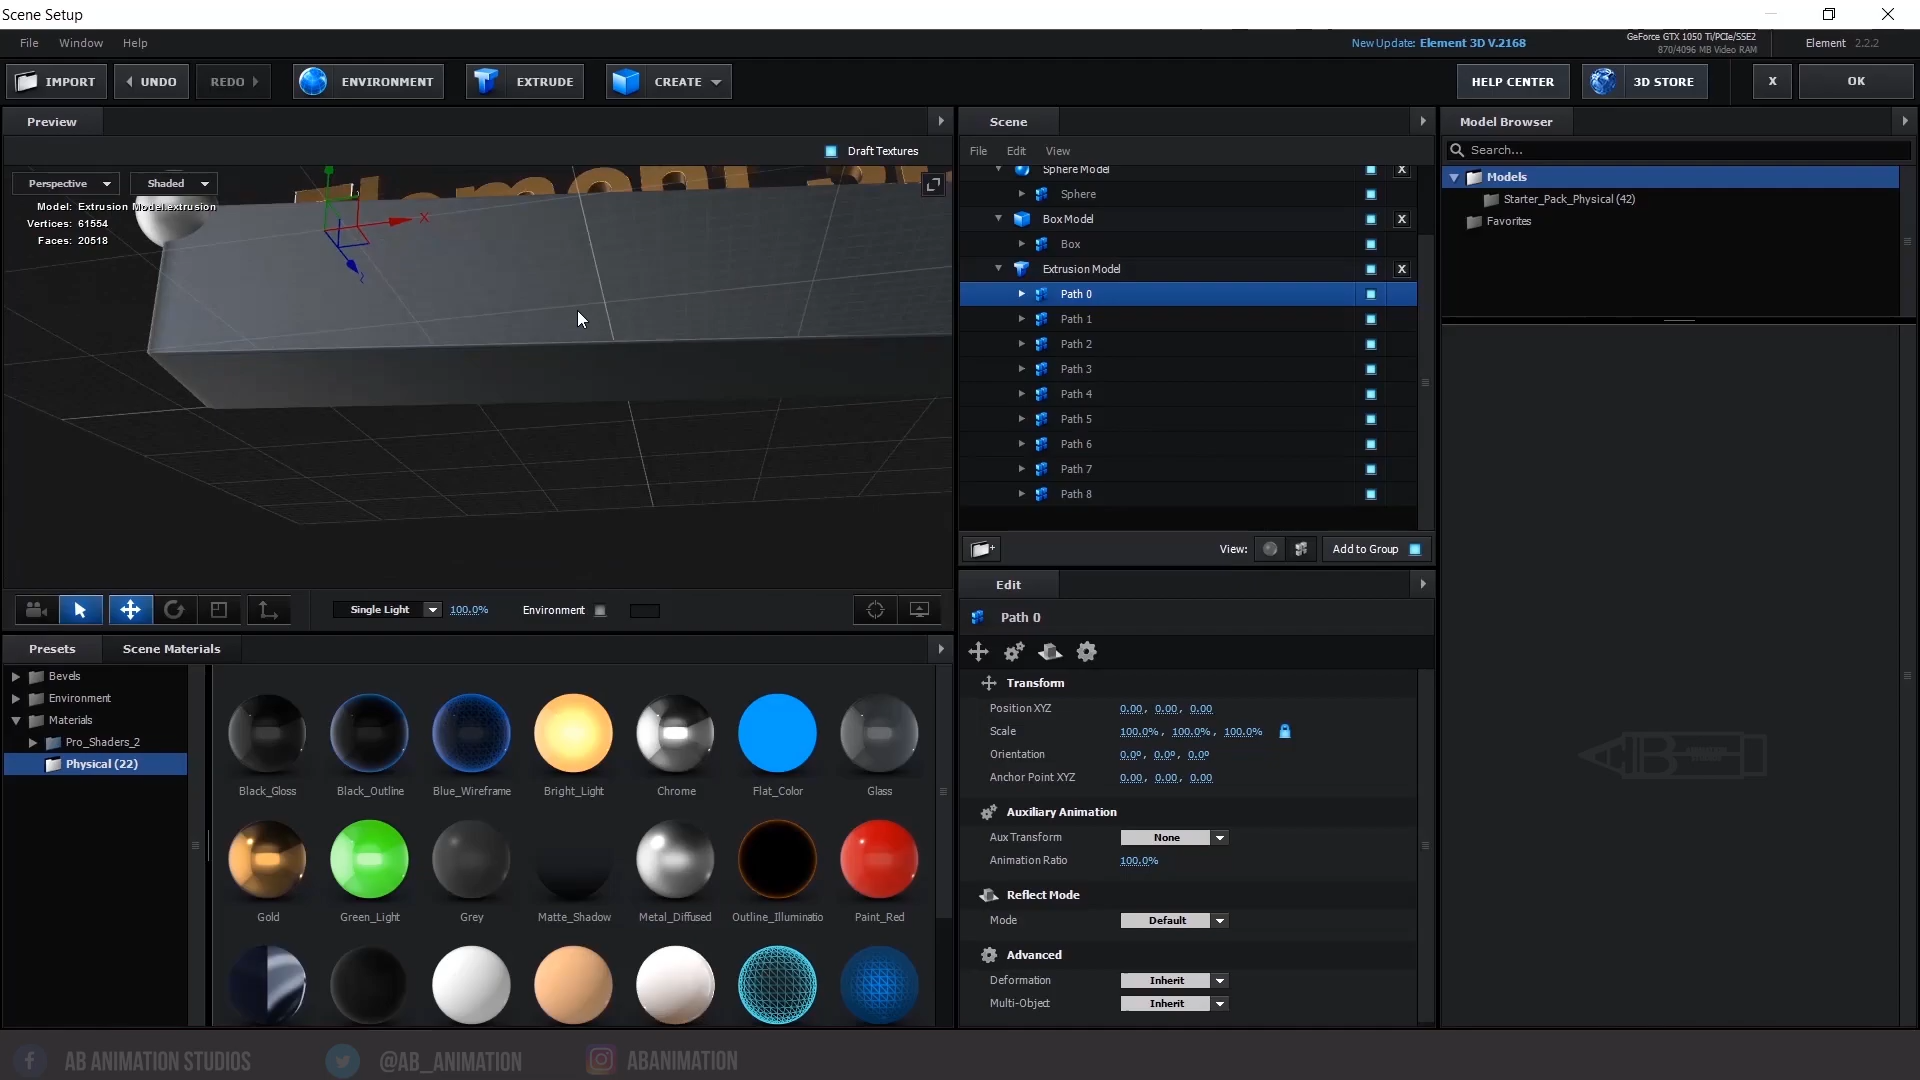 Scene Setup
File Window Help
New Update: Element 3D V.2168
GeForce GTX 1050 Ti/PCIe/SSE2
870/4096 MB Video RAM
Element 2.2.2
IMPORT UNDO REDO ENVIRONMENT EXTRUDE CREATE HELP CENTER 3D STORE X OK
Preview
Draft Textures
Perspective Shaded
Model: Extrusion Model.extrusion
Vertices: 61554
Faces: 20518
X
Single Light 100.0% Environment
Scene
File Edit View
Sphere Model X
Sphere
Box Model X
Box
Extrusion Model X
Path 0
Path 1
Path 2
Path 3
Path 4
Path 5
Path 6
Path 7
Path 8
View: Add to Group
Model Browser
Search...
Models
Starter_Pack_Physical (42)
Favorites
Presets Scene Materials
Bevels
Environment
Materials
Pro_Shaders_2
Physical (22)
Black_Gloss Black_Outline Blue_Wireframe Bright_Light Chrome Flat_Color Glass
Gold Green_Light Grey Matte_Shadow Metal_Diffused Outline_Illuminatio Paint_Red
Edit
Path 0
Transform
Position XYZ 0.00, 0.00, 0.00
Scale 100.0%, 100.0%, 100.0%
Orientation 0.0º, 0.0º, 0.0º
Anchor Point XYZ 0.00, 0.00, 0.00
Auxiliary Animation
Aux Transform None
Animation Ratio 100.0%
Reflect Mode
Mode Default
Advanced
Deformation Inherit
Multi-Object Inherit
AB
AB ANIMATION STUDIOS @AB_ANIMATION ABANIMATION